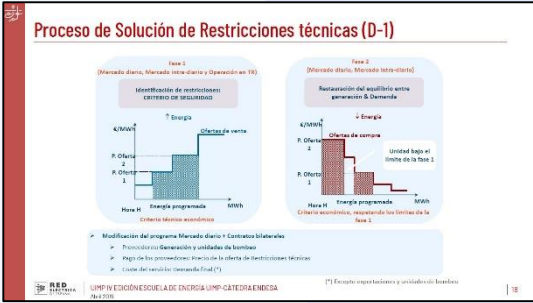 Proceso de Solución de Restricciones técnicas (D-1)
Fase 1
(Mercado diario, Mercado intra-diario y Operación en TR)
Identificación de restricciones:
CRITERIO DE SEGURIDAD
↑ Energía
€/MWh
Ofertas de venta
P. Oferta
2
P. Oferta
1
Hora H
Energía programada
MWh
Criterio técnico económico
Fase 2
(Mercado diario, Mercado intra-diario)
Restauración del equilibrio entre
generación & Demanda
↓ Energía
€/MWh
Ofertas de compra
P. Oferta
2
P. Oferta
1
Unidad bajo el
límite de la fase 1
Hora H
Energía programada
MWh
Criterio económico, respetando los límites de la
fase 1
Modificación del programa Mercado diario + Contratos bilaterales
Proveedores: Generación y unidades de bombeo
Pago de los proveedores: Precio de la oferta de Restricciones técnicas
Coste del servicio: Demanda final (*)
(*) Excepto exportaciones y unidades de bombeo
RED
ELÉCTRICA
UIMP IV EDICIÓN ESCUELA DE ENERGÍA UIMP-CÁTEDRA ENDESA
18